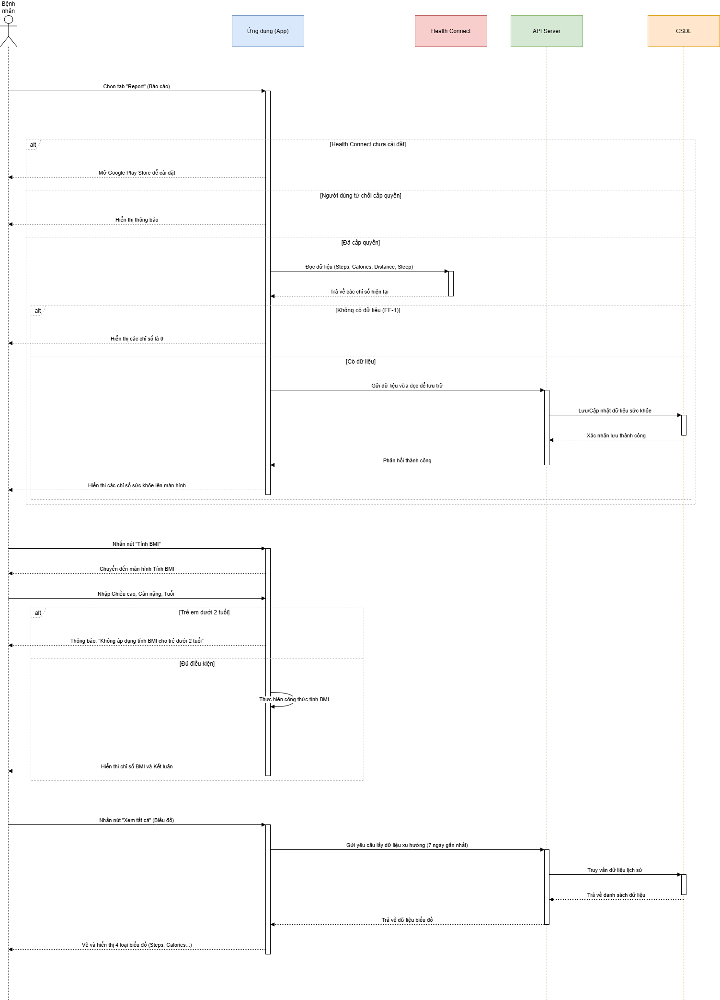 Bệnh
nhân
Ứng dụng (App)
Health Connect
API Server
CSDL
Chọn tab "Report" (Báo cáo)
alt
[Health Connect chưa cài đặt]
Mở Google Play Store để cài đặt
[Người dùng từ chối cấp quyền]
Hiển thị thông báo
[Đã cấp quyền]
Đọc dữ liệu (Steps, Calories, Distance, Sleep)
Trả về các chỉ số hiện tại
alt
[Không có dữ liệu (EF-1)]
Hiển thị các chỉ số là 0
[Có dữ liệu]
Gửi dữ liệu vừa đọc để lưu trữ
Lưu/Cập nhật dữ liệu sức khỏe
Xác nhận lưu thành công
Phản hồi thành công
Hiển thị các chỉ số sức khỏe lên màn hình
Nhấn nút "Tính BMI"
Chuyển đến màn hình Tính BMI
Nhập Chiều cao, Cân nặng, Tuổi
alt
[Trẻ em dưới 2 tuổi]
Thông báo: "Không áp dụng tính BMI cho trẻ dưới 2 tuổi"
[Đủ điều kiện]
Thực hiện công thức tính BMI
Hiển thị chỉ số BMI và Kết luận
Nhấn nút "Xem tất cả" (Biểu đồ)
Gửi yêu cầu lấy dữ liệu xu hướng (7 ngày gần nhất)
Truy vấn dữ liệu lịch sử
Trả về danh sách dữ liệu
Trả về dữ liệu biểu đồ
Vẽ và hiển thị 4 loại biểu đồ (Steps, Calories...)